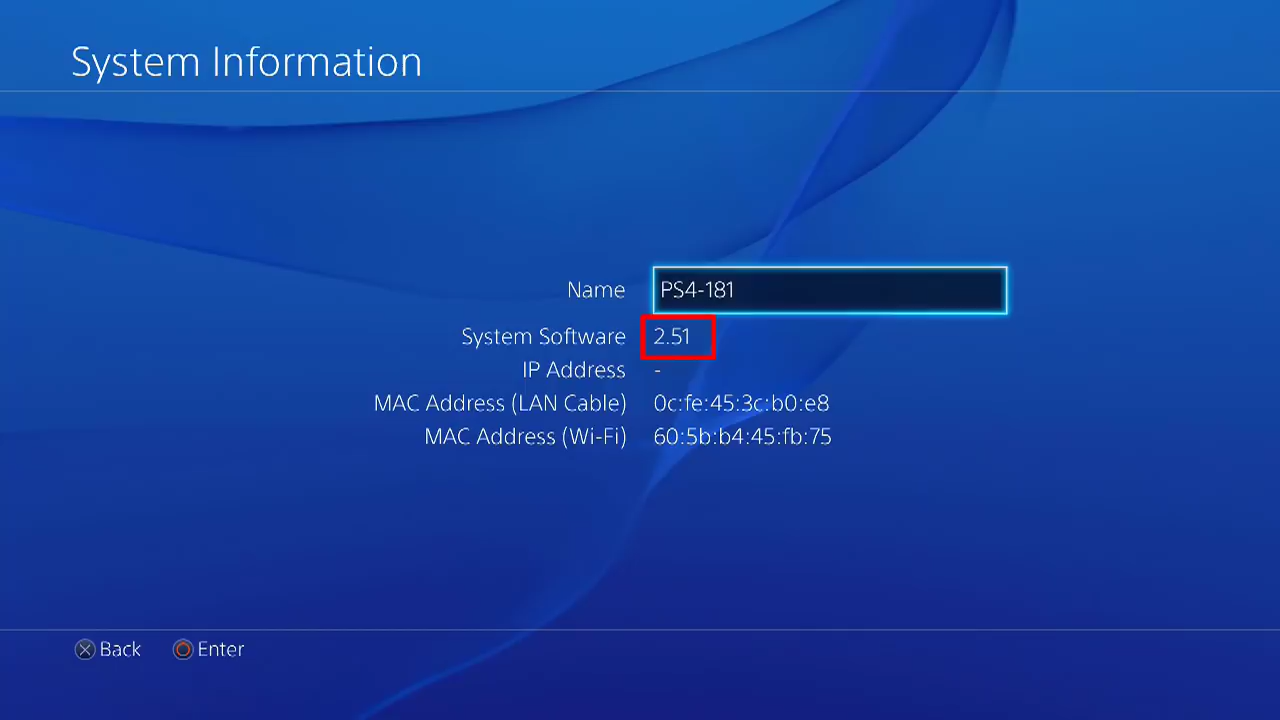 System Information
Name PS4-181
System Software 2.51
IP Address -
MAC Address (LAN Cable) 0c:fe:45:3c:b0:e8
MAC Address (Wi-Fi) 60:5b:b4:45:fb:75
Back Enter